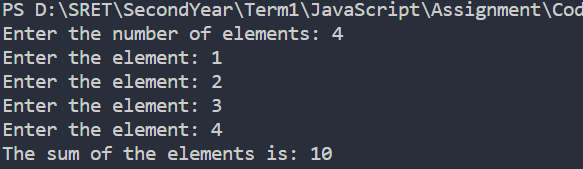 PS D:\SRET\SecondYear\Term1\JavaScript\Assignment\Cod
Enter the number of elements: 4
Enter the element: 1
Enter the element: 2
Enter the element: 3
Enter the element: 4
The sum of the elements is: 10